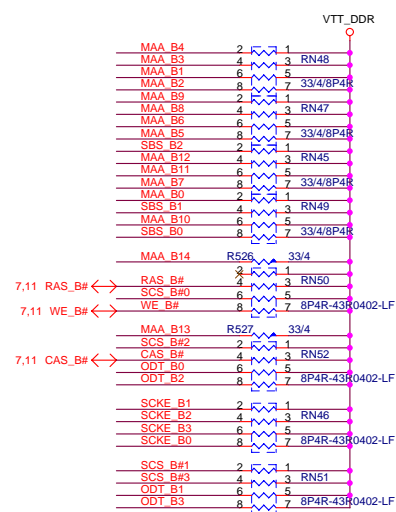 VTT_DDR
MAA_B4 2 1
MAA_B3 4 3 RN48
MAA_B1 6 5
MAA_B2 8 7 33/4/8P4R
MAA_B9 2 1
MAA_B8 4 3 RN47
MAA_B6 6 5
MAA_B5 8 7 33/4/8P4R
SBS_B2 2 1
MAA_B12 4 3 RN45
MAA_B11 6 5
MAA_B7 8 7 33/4/8P4R
MAA_B0 2 1
SBS_B1 4 3 RN49
MAA_B10 6 5
SBS_B0 8 7 33/4/8P4R
MAA_B14 R526 33/4
2 1
7,11 RAS_B# RAS_B# 4 3 RN50
SCS_B#0 6 5
7,11 WE_B# WE_B# 8 7 8P4R-43R0402-LF
MAA_B13 R527 33/4
SCS_B#2 2 1
7,11 CAS_B# CAS_B# 4 3 RN52
ODT_B0 6 5
ODT_B2 8 7 8P4R-43R0402-LF
SCKE_B1 2 1
SCKE_B2 4 3 RN46
SCKE_B3 6 5
SCKE_B0 8 7 8P4R-43R0402-LF
SCS_B#1 2 1
SCS_B#3 4 3 RN51
ODT_B1 6 5
ODT_B3 8 7 8P4R-43R0402-LF